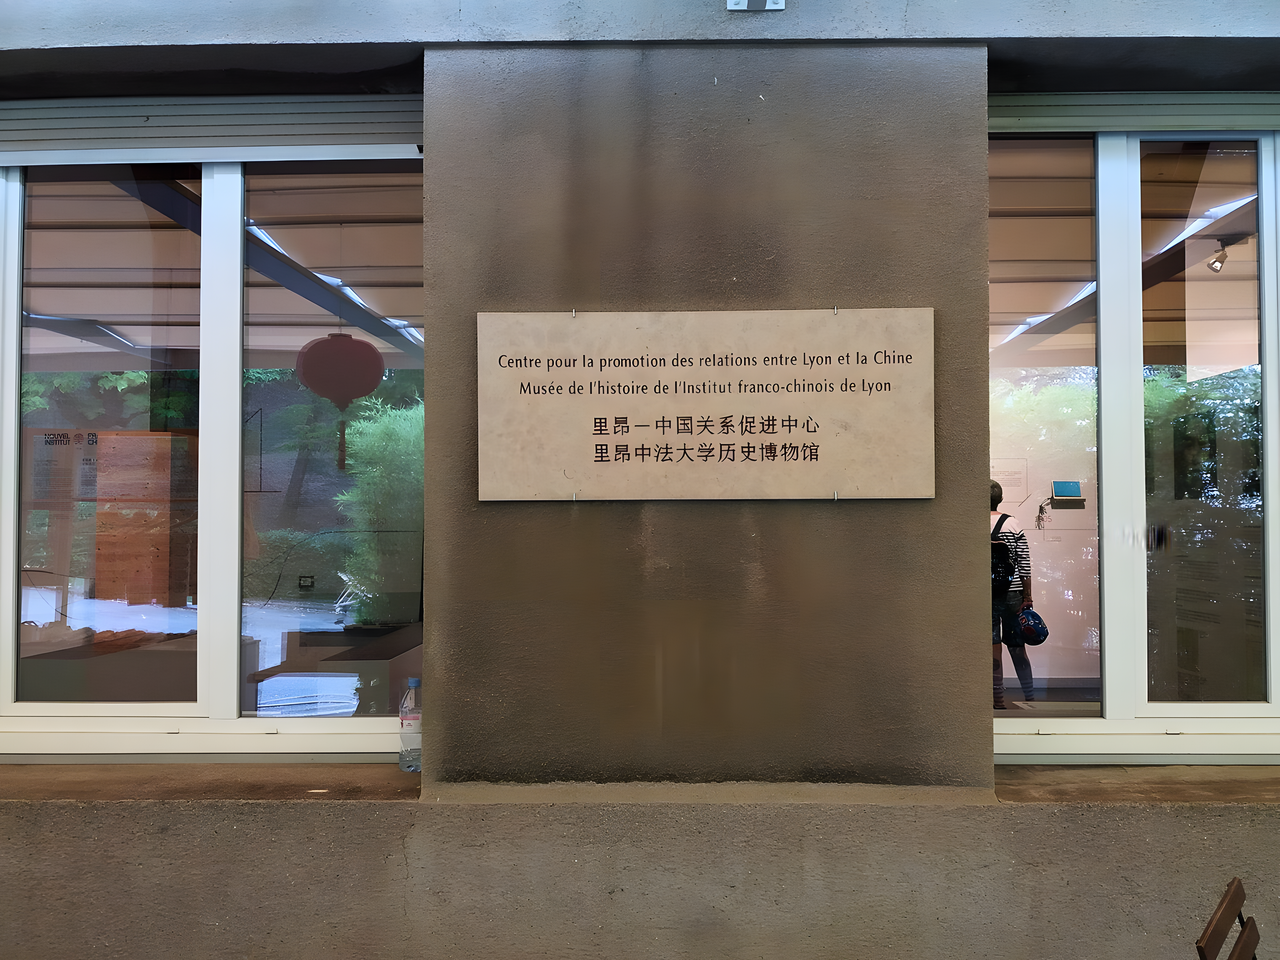 Centre pour la promotion des relations entre Lyon et la Chine
Musée de l'histoire de l'Institut franco-chinois de Lyon
里昂—中国关系促进中心
里昂中法大学历史博物馆
NOUVEL
INSTITUT